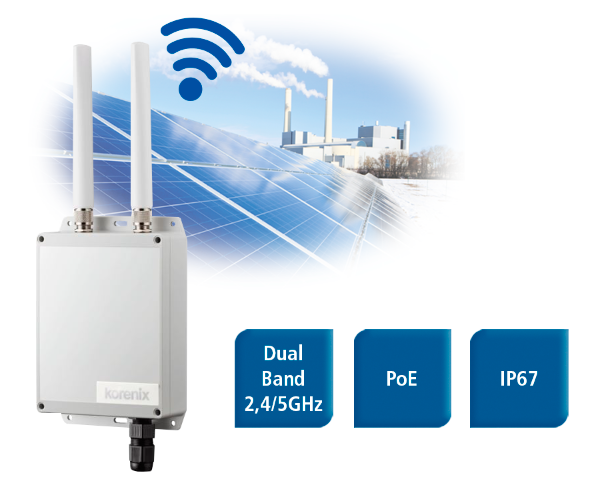 korenix
Dual
Band
2,4/5GHz
PoE
IP67